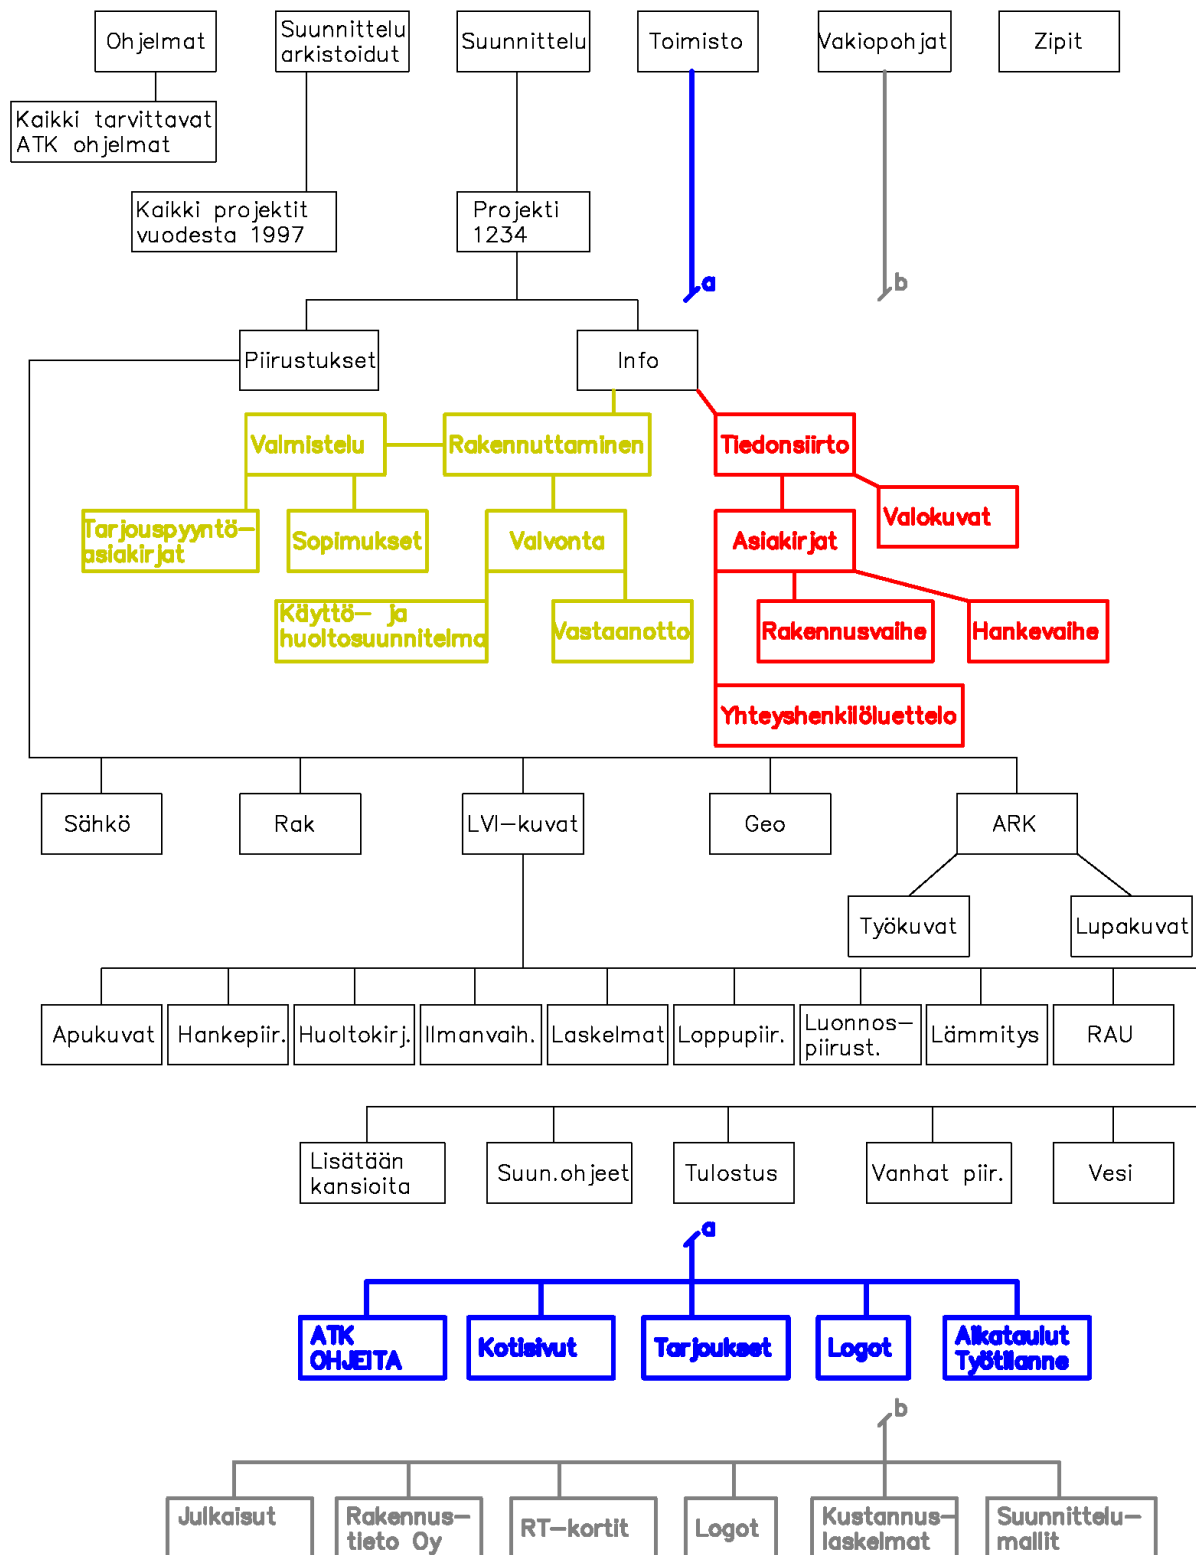 Ohjelmat
Suunnittelu
arkistoidut
Suunnittelu
Toimisto
Vakiopohjat
Zipit
Kaikki tarvittavat
ATK ohjelmat
Kaikki projektit
vuodesta 1997
Projekti
1234
a
b
Piirustukset
Info
Valmistelu
Rakennuttaminen
Tiedonsiirto
Tarjouspyyntö-
asiakirjat
Sopimukset
Valvonta
Asiakirjat
Valokuvat
Käyttö- ja
huoltosuunnitelma
Vastaanotto
Rakennusvaihe
Hankevaihe
Yhteyshenkilöluettelo
Sähkö
Rak
LVI-kuvat
Geo
ARK
Työkuvat
Lupakuvat
Apukuvat
Hankepiir.
Huoltokirj.
Ilmanvaih.
Laskelmat
Loppupiir.
Luonnos-
piirust.
Lämmitys
RAU
Lisätään
kansioita
Suun.ohjeet
Tulostus
Vanhat piir.
Vesi
a
ATK
OHJEITA
Kotisivut
Tarjoukset
Logot
Aikataulut
Työtilanne
b
Julkaisut
Rakennus-
tieto Oy
RT-kortit
Logot
Kustannus-
laskelmat
Suunnittelu-
mallit